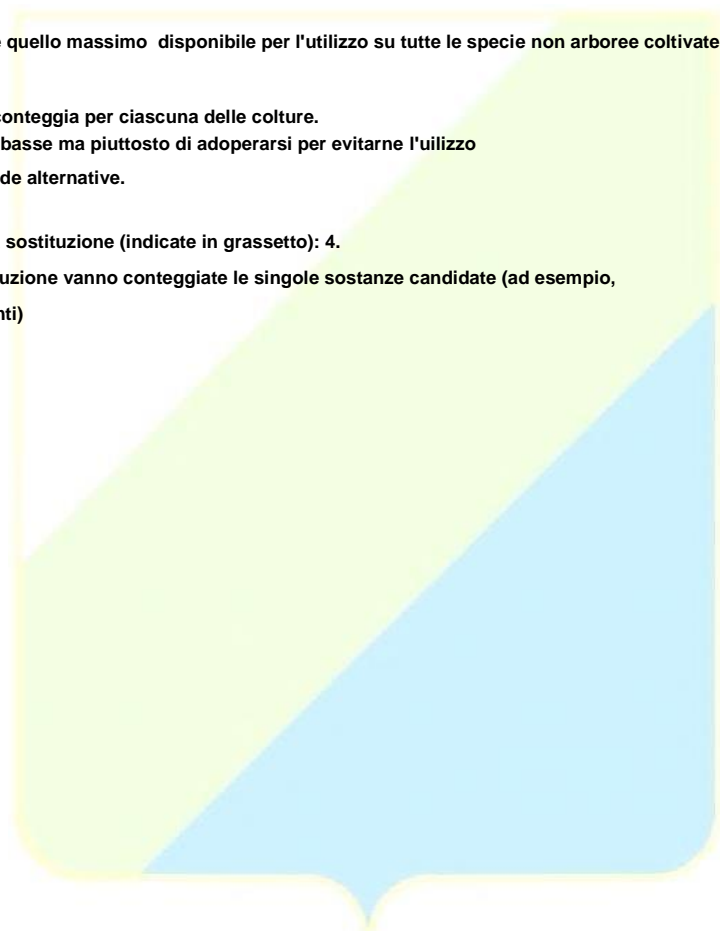 quello massimo  disponibile per l'utilizzo su tutte le specie non arboree coltivate
onteggia per ciascuna delle colture.
basse ma piuttosto di adoperarsi per evitarne l'uilizzo
de alternative.
sostituzione (indicate in grassetto): 4.
uzione vanno conteggiate le singole sostanze candidate (ad esempio,
nti)